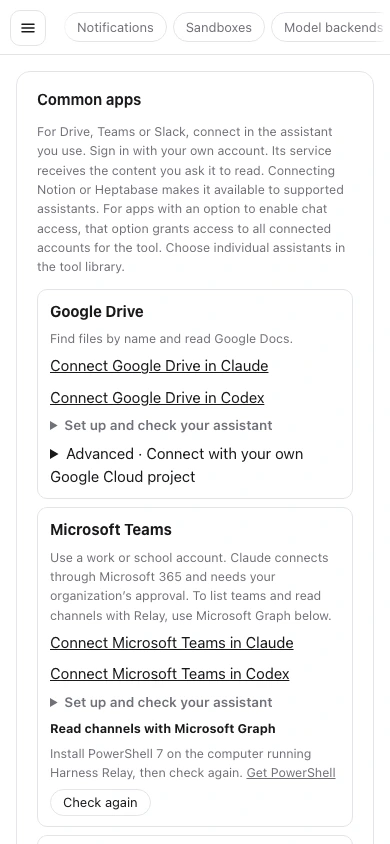 Notifications
Sandboxes
Model backends
Common apps
For Drive, Teams or Slack, connect in the assistant
you use. Sign in with your own account. Its service
receives the content you ask it to read. Connecting
Notion or Heptabase makes it available to supported
assistants. For apps with an option to enable chat
access, that option grants access to all connected
accounts for the tool. Choose individual assistants in
the tool library.
Google Drive
Find files by name and read Google Docs.
Connect Google Drive in Claude
Connect Google Drive in Codex
Set up and check your assistant
Advanced · Connect with your own
Google Cloud project
Microsoft Teams
Use a work or school account. Claude connects
through Microsoft 365 and needs your
organization’s approval. To list teams and read
channels with Relay, use Microsoft Graph below.
Connect Microsoft Teams in Claude
Connect Microsoft Teams in Codex
Set up and check your assistant
Read channels with Microsoft Graph
Install PowerShell 7 on the computer running
Harness Relay, then check again. Get PowerShell
Check again